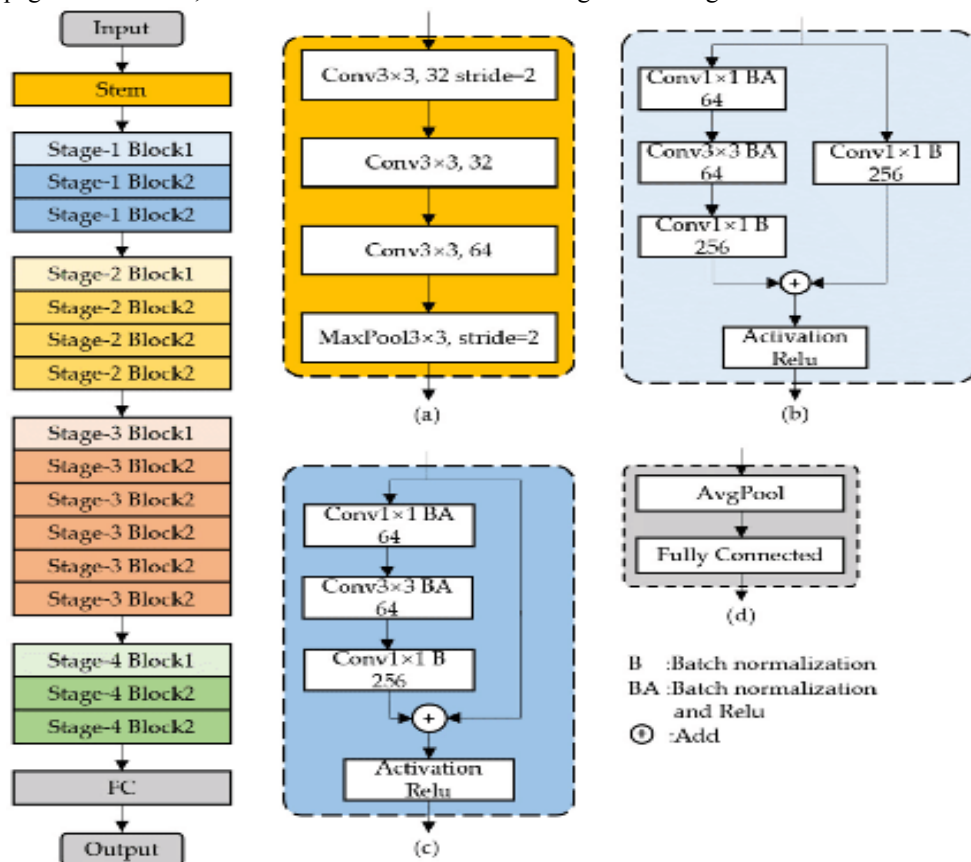 Input
Stem
Stage-1 Block1
Stage-1 Block2
Stage-1 Block2
Stage-2 Block1
Stage-2 Block2
Stage-2 Block2
Stage-2 Block2
Stage-3 Block1
Stage-3 Block2
Stage-3 Block2
Stage-3 Block2
Stage-3 Block2
Stage-3 Block2
Stage-4 Block1
Stage-4 Block2
Stage-4 Block2
FC
Output
Conv3×3, 32 stride=2
Conv3×3, 32
Conv3×3, 64
MaxPool3×3, stride=2
(a)
Conv1×1 BA
64
Conv3×3 BA
64
Conv1×1 B
256
Conv1×1 B
256
Activation
Relu
(b)
Conv1×1 BA
64
Conv3×3 BA
64
Conv1×1 B
256
Activation
Relu
(c)
AvgPool
Fully Connected
(d)
B :Batch normalization
BA :Batch normalization
and Relu
:Add